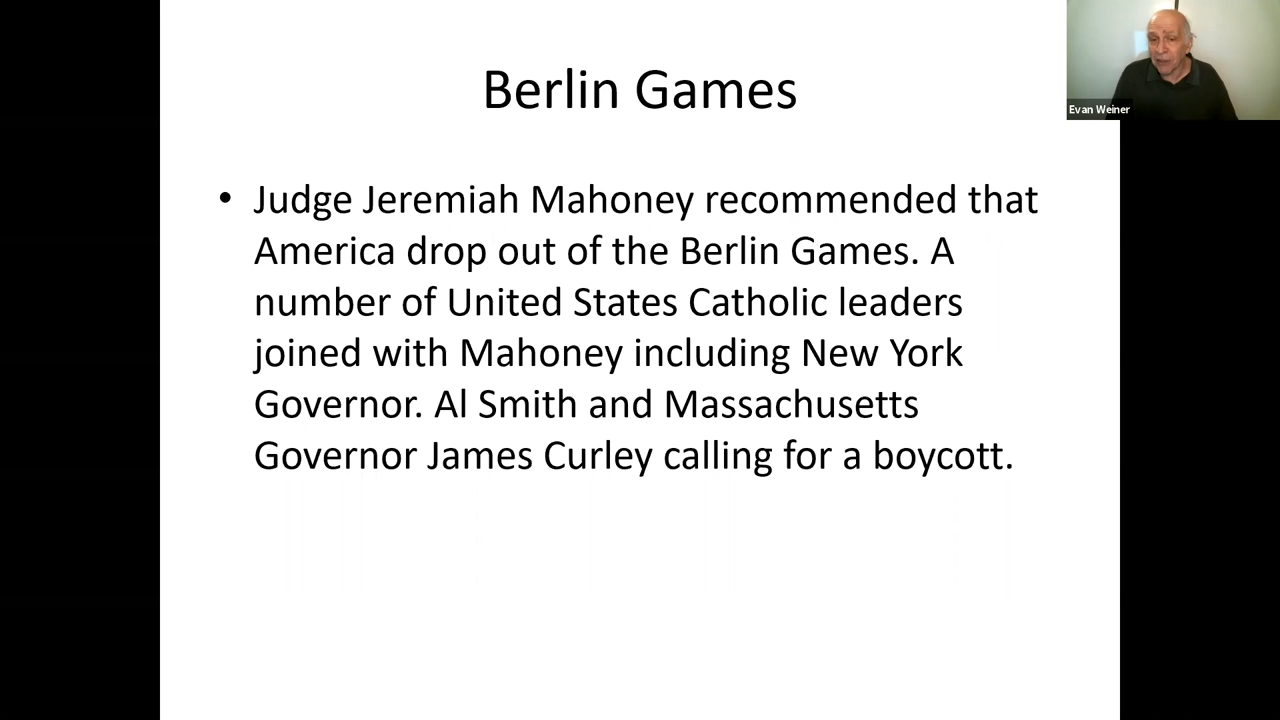 Berlin Games
Evan Weiner
• Judge Jeremiah Mahoney recommended that
America drop out of the Berlin Games. A
number of United States Catholic leaders
joined with Mahoney including New York
Governor. Al Smith and Massachusetts
Governor James Curley calling for a boycott.